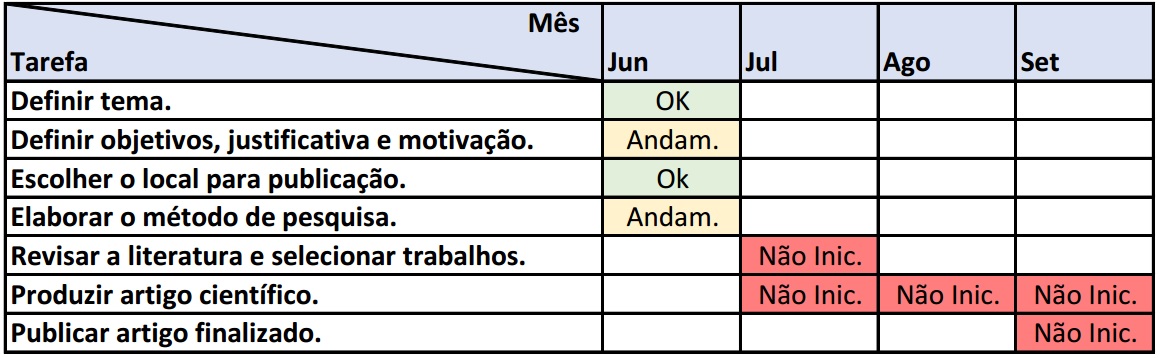 Mês
Tarefa Jun Jul Ago Set
Definir tema. OK
Definir objetivos, justificativa e motivação. Andam.
Escolher o local para publicação. Ok
Elaborar o método de pesquisa. Andam.
Revisar a literatura e selecionar trabalhos. Não Inic.
Produzir artigo científico. Não Inic. Não Inic. Não Inic.
Publicar artigo finalizado. Não Inic.